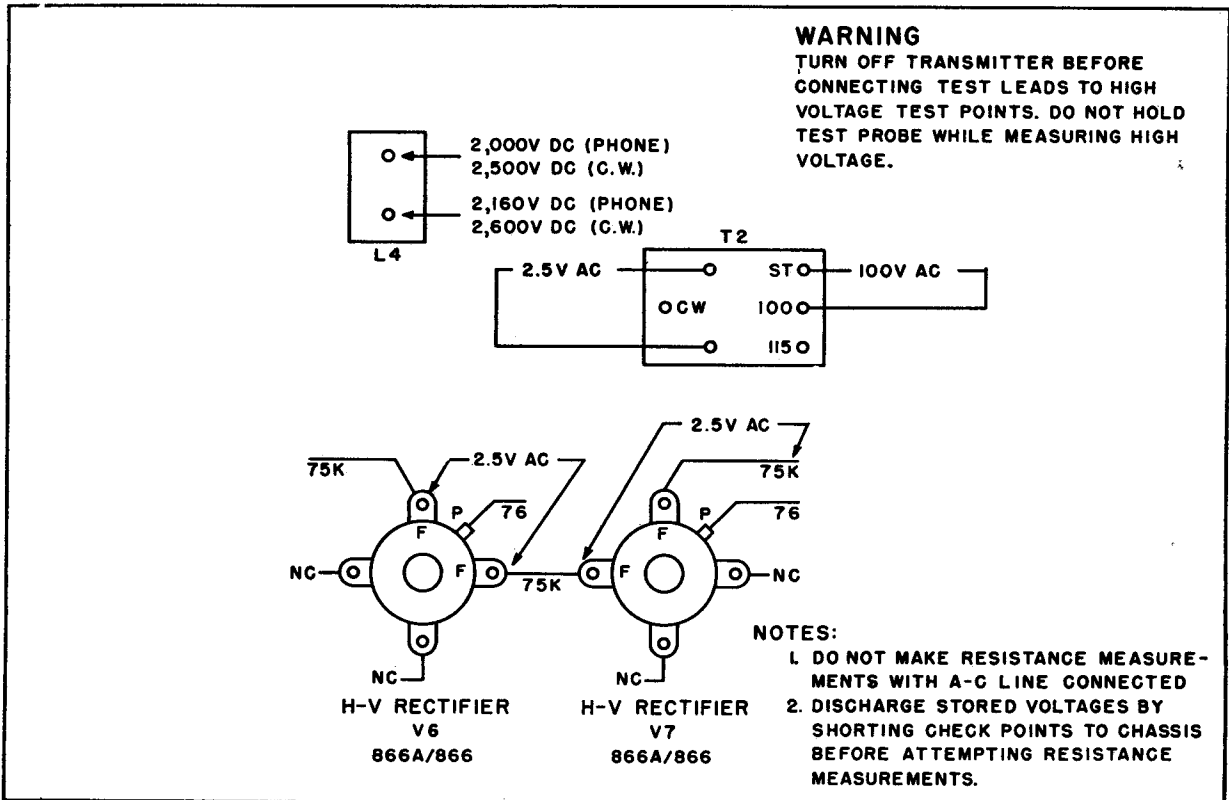 WARNING
TURN OFF TRANSMITTER BEFORE
CONNECTING TEST LEADS TO HIGH
VOLTAGE TEST POINTS. DO NOT HOLD
TEST PROBE WHILE MEASURING HIGH
VOLTAGE.
2,000V DC (PHONE)
2,500V DC (C.W.)
2,160V DC (PHONE)
2,600V DC (C.W.)
L4
T2
2.5V AC
ST
100V AC
CW
100
115
2.5V AC
75K
2.5V AC
75K
P
76
P
76
F
F
F
F
NC
75K
NC
NC
NC
H-V RECTIFIER
V6
866A/866
H-V RECTIFIER
V7
866A/866
NOTES:
1. DO NOT MAKE RESISTANCE MEASURE-
MENTS WITH A-C LINE CONNECTED
2. DISCHARGE STORED VOLTAGES BY
SHORTING CHECK POINTS TO CHASSIS
BEFORE ATTEMPTING RESISTANCE
MEASUREMENTS.